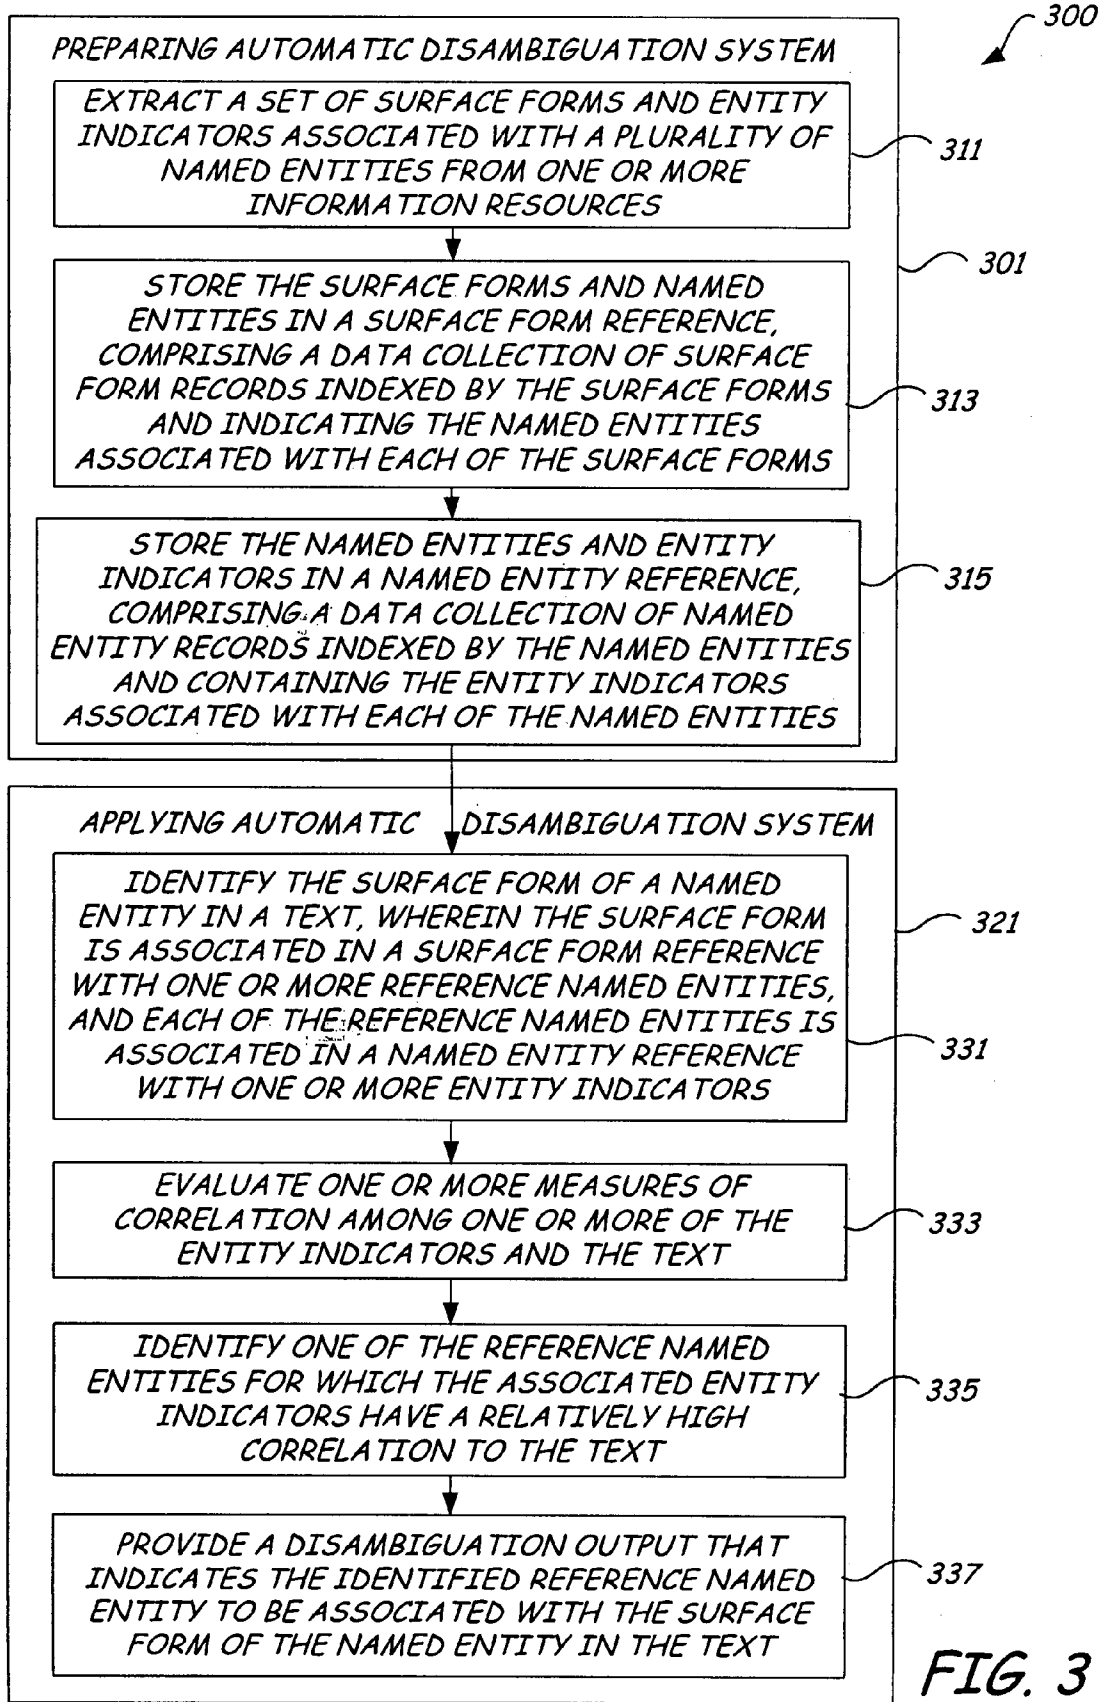 300
PREPARING AUTOMATIC DISAMBIGUATION SYSTEM
EXTRACT A SET OF SURFACE FORMS AND ENTITY
INDICATORS ASSOCIATED WITH A PLURALITY OF
NAMED ENTITIES FROM ONE OR MORE
INFORMATION RESOURCES
311
301
STORE THE SURFACE FORMS AND NAMED
ENTITIES IN A SURFACE FORM REFERENCE,
COMPRISING A DATA COLLECTION OF SURFACE
FORM RECORDS INDEXED BY THE SURFACE FORMS
AND INDICATING THE NAMED ENTITIES
ASSOCIATED WITH EACH OF THE SURFACE FORMS
313
STORE THE NAMED ENTITIES AND ENTITY
INDICATORS IN A NAMED ENTITY REFERENCE,
COMPRISING A DATA COLLECTION OF NAMED
ENTITY RECORDS INDEXED BY THE NAMED ENTITIES
AND CONTAINING THE ENTITY INDICATORS
ASSOCIATED WITH EACH OF THE NAMED ENTITIES
315
APPLYING AUTOMATIC DISAMBIGUATION SYSTEM
IDENTIFY THE SURFACE FORM OF A NAMED
ENTITY IN A TEXT, WHEREIN THE SURFACE FORM
IS ASSOCIATED IN A SURFACE FORM REFERENCE
WITH ONE OR MORE REFERENCE NAMED ENTITIES,
AND EACH OF THE REFERENCE NAMED ENTITIES IS
ASSOCIATED IN A NAMED ENTITY REFERENCE
WITH ONE OR MORE ENTITY INDICATORS
321
331
EVALUATE ONE OR MORE MEASURES OF
CORRELATION AMONG ONE OR MORE OF THE
ENTITY INDICATORS AND THE TEXT
333
IDENTIFY ONE OF THE REFERENCE NAMED
ENTITIES FOR WHICH THE ASSOCIATED ENTITY
INDICATORS HAVE A RELATIVELY HIGH
CORRELATION TO THE TEXT
335
PROVIDE A DISAMBIGUATION OUTPUT THAT
INDICATES THE IDENTIFIED REFERENCE NAMED
ENTITY TO BE ASSOCIATED WITH THE SURFACE
FORM OF THE NAMED ENTITY IN THE TEXT
337
FIG. 3